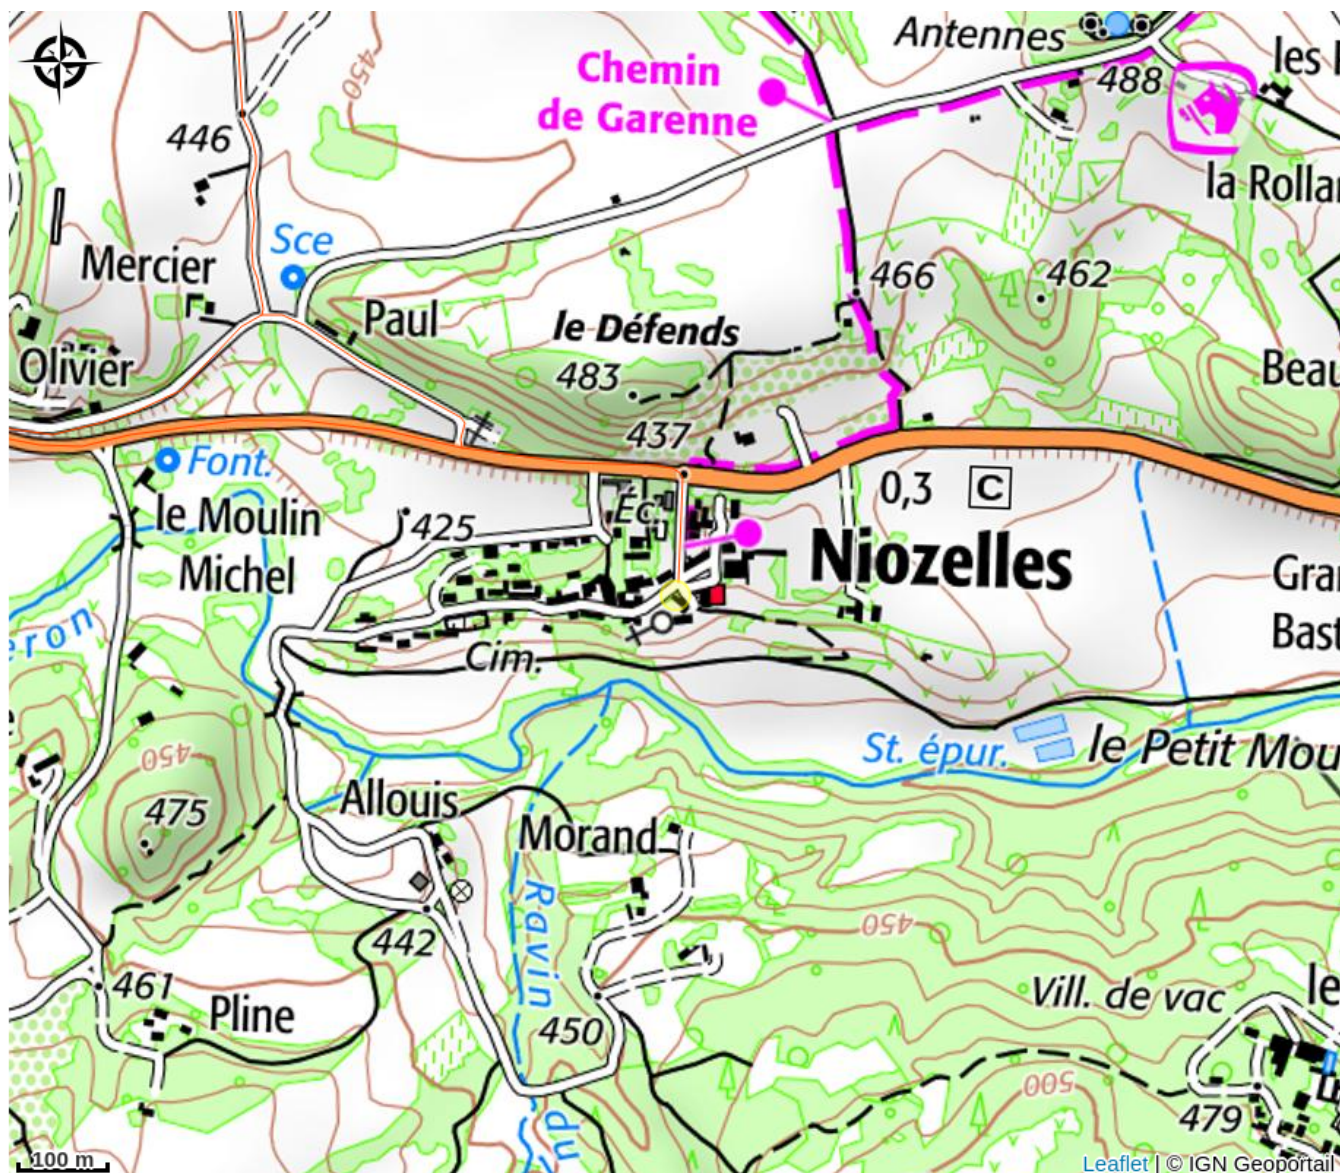 Antennes
les
450
Chemin
de Garenne
488
446
la Rolla
Sce
Mercier
466
462
Paul
le Défends
Olivier
483
Beau
437
Font.
0,3 C
Éc.
le Moulin
425
Michel
Niozelles
Gra
Bast
eron
Cim.
450
St. épur.
le Petit Mou
Allouis
475
Morand
Ravin
450
442
461
Vill. de vac
le
Pline
450
500
du
479
100 m
Leaflet | © IGN Geoportail